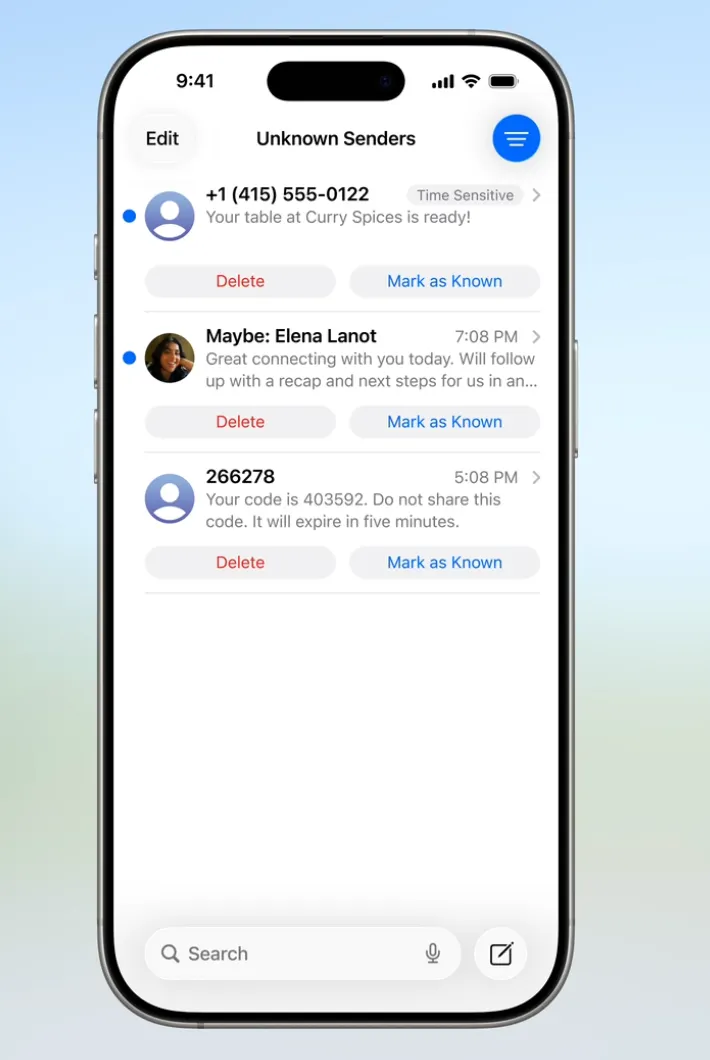 9:41
Edit
Unknown Senders
+1 (415) 555-0122
Time Sensitive
Your table at Curry Spices is ready!
Delete
Mark as Known
Maybe: Elena Lanot
7:08 PM
Great connecting with you today. Will follow
up with a recap and next steps for us in an...
Delete
Mark as Known
266278
5:08 PM
Your code is 403592. Do not share this
code. It will expire in five minutes.
Delete
Mark as Known
Search